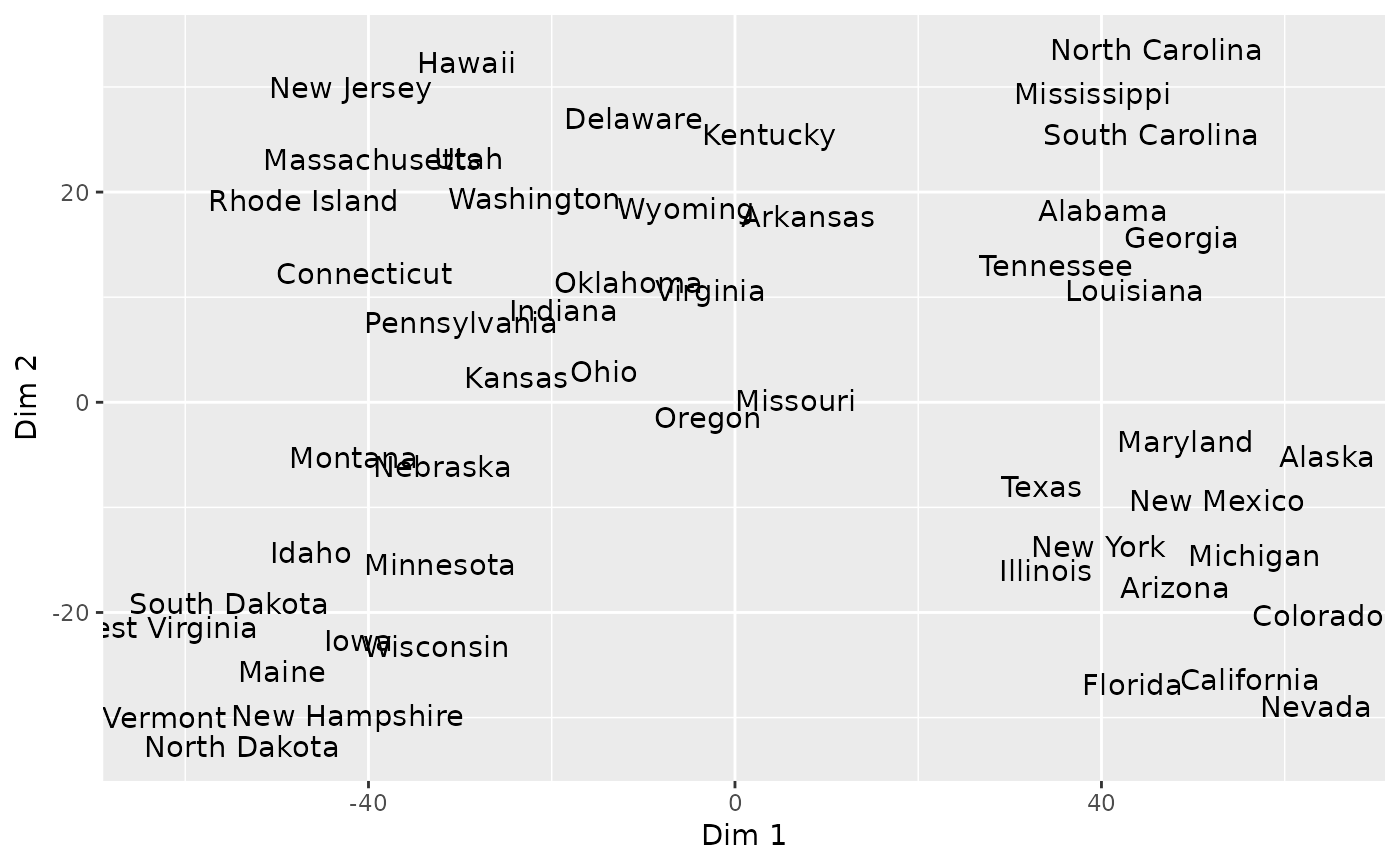 North Carolina
Hawaii
New Jersey
Mississippi
Delaware
Kentucky
South Carolina
Massachusetts
Utah
Rhode Island
Washington
Wyoming
Arkansas
Alabama
Georgia
Tennessee
Connecticut
Oklahoma
Virginia
Louisiana
Indiana
Pennsylvania
Kansas
Ohio
Missouri
Oregon
Maryland
Alaska
Montana
Nebraska
Texas
New Mexico
New York
Michigan
Idaho
Minnesota
Illinois
Arizona
South Dakota
Colorado
est Virginia
Iowa
Wisconsin
Maine
Florida
California
Nevada
Vermont
New Hampshire
North Dakota
20
0
-20
Dim 2
-40
0
40
Dim 1